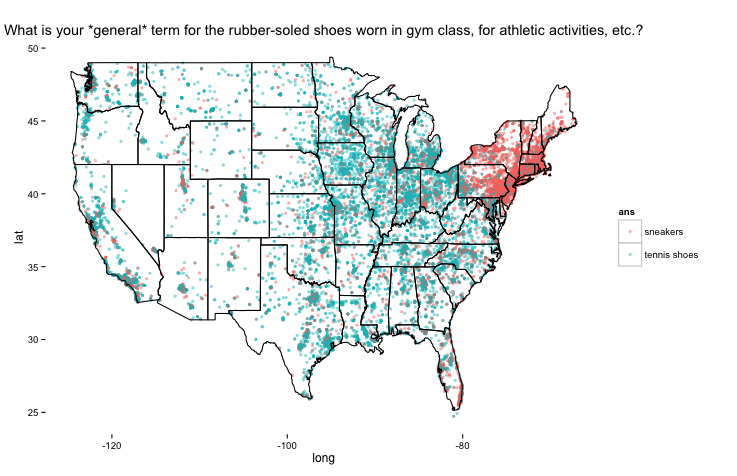 What is your *general* term for the rubber-soled shoes worn in gym class, for athletic activities, etc.?
50
45
40
35
30
25
lat
-120
-100
-80
long
ans
sneakers
tennis shoes